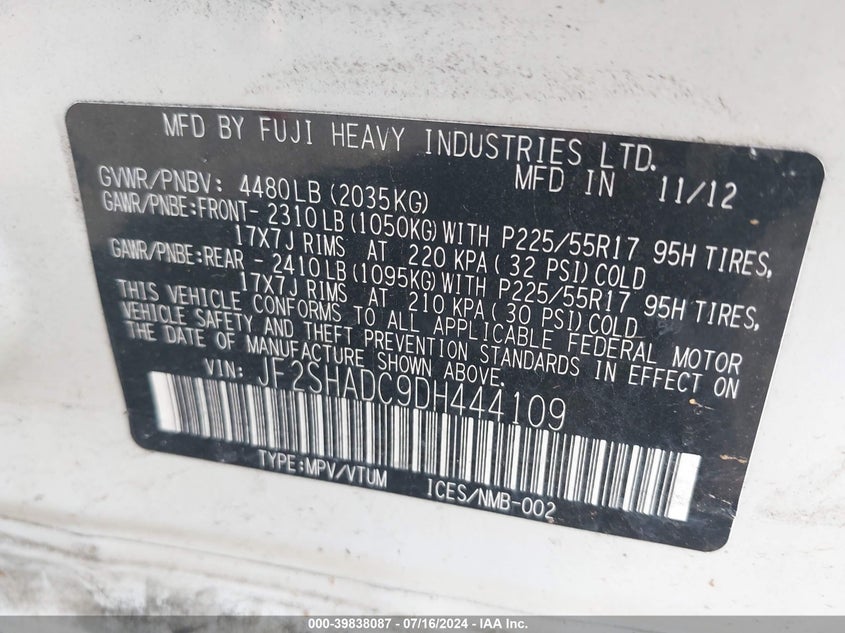 MFD BY FUJI HEAVY INDUSTRIES LTD.
MFD IN 11/12
GVWR/PNBV: 4480LB (2035KG)
GAWR/PNBE:FRONT- 2310LB (1050KG) WITH P225/55R17 95H TIRES,
17X7J RIMS AT 220 KPA ( 32 PSI) COLD
GAWR/PNBE:REAR - 2410LB (1095KG) WITH P225/55R17 95H TIRES,
17X7J RIMS AT 210 KPA ( 30 PSI) COLD.
THIS VEHICLE CONFORMS TO ALL APPLICABLE FEDERAL MOTOR
VEHICLE SAFETY AND THEFT PREVENTION STANDARDS IN EFFECT ON
THE DATE OF MANUFACTURE SHOWN ABOVE.
VIN: JF2SHADC9DH444109
TYPE:MPV/VTUM ICES/NMB-002
000-39838087 - 07/16/2024 - IAA Inc.